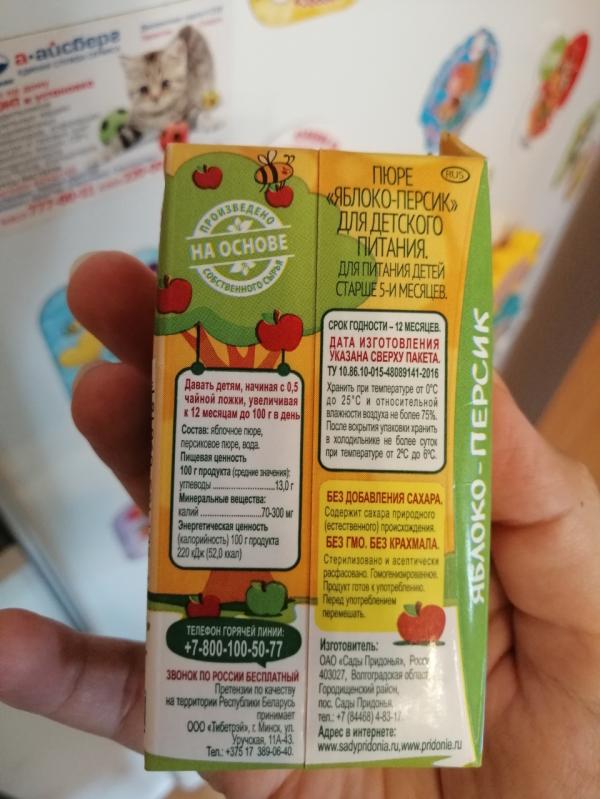 а-айсберг
ПРОИЗВЕДЕНО
НА ОСНОВЕ
СОБСТВЕННОГО СЫРЬЯ
Давать детям, начиная с 0,5
чайной ложки, увеличивая
к 12 месяцам до 100 г в день
Состав: яблочное пюре,
персиковое пюре, вода.
Пищевая ценность
100 г продукта (средние значения):
углеводы ......................13,0 г
Минеральные вещества:
калий ......................70-300 мг
Энергетическая ценность
(калорийность) 100 г продукта
220 кДж (52,0 ккал)
ТЕЛЕФОН ГОРЯЧЕЙ ЛИНИИ:
+7-800-100-50-77
ЗВОНОК ПО РОССИИ БЕСПЛАТНЫЙ
Претензии по качеству
на территории Республики Беларусь
принимает
ООО «Тибетрэй», г. Минск, ул.
Уручская, 11А-43.
Тел.: +375 17 389-06-40.
RUS
ПЮРЕ
«ЯБЛОКО-ПЕРСИК»
ДЛЯ ДЕТСКОГО
ПИТАНИЯ.
ДЛЯ ПИТАНИЯ ДЕТЕЙ
СТАРШЕ 5-И МЕСЯЦЕВ.
СРОК ГОДНОСТИ – 12 МЕСЯЦЕВ.
ДАТА ИЗГОТОВЛЕНИЯ
УКАЗАНА СВЕРХУ ПАКЕТА.
ТУ 10.86.10-015-48089141-2016
Хранить при температуре от 0°С
до 25°С и относительной
влажности воздуха не более 75%.
После вскрытия упаковки хранить
в холодильнике не более суток
при температуре от 2°С до 6°С.
БЕЗ ДОБАВЛЕНИЯ САХАРА.
Содержит сахара природного
(естественного) происхождения.
БЕЗ ГМО. БЕЗ КРАХМАЛА.
Стерилизовано и асептически
расфасовано. Гомогенизированное.
Продукт готов к употреблению.
Перед употреблением
перемешать.
Изготовитель:
ОАО «Сады Придонья»,
403027, Волгоградская
Городищенский район,
пос. Сады Придонья.
тел.: +7 (84468) 4-83-17.
Адрес в интернете:
www.sadypridonia.ru,www.pridonie.ru
ЯБЛОКО-ПЕРСИК